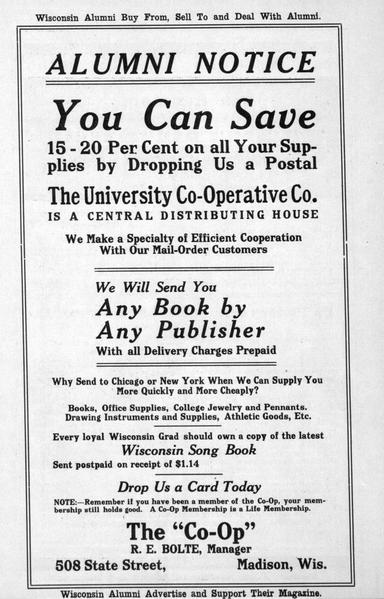 Wisconsin Alumni Buy From, Sell To and Deal With Alumni.
ALUMNI NOTICE
You Can Save
15-20 Per Cent on all Your Sup-
plies by Dropping Us a Postal
The University Co-Operative Co.
IS A CENTRAL DISTRIBUTING HOUSE
We Make a Specialty of Efficient Cooperation
With Our Mail-Order Customers
We Will Send You
Any Book by
Any Publisher
With all Delivery Charges Prepaid
Why Send to Chicago or New York When We Can Supply You
More Quickly and More Cheaply?
Books, Office Supplies, College Jewelry and Pennants.
Drawing Instruments and Supplies, Athletic Goods, Etc.
Every loyal Wisconsin Grad should own a copy of the latest
Wisconsin Song Book
Sent postpaid on receipt of $1.14
Drop Us a Card Today
NOTE:—Remember if you have been a member of the Co-Op, your mem-
bership still holds good. A Co-Op Membership is a Life Membership.
The "Co-Op"
R. E. BOLTE, Manager
508 State Street, Madison, Wis.
Wisconsin Alumni Advertise and Support Their Magazine.